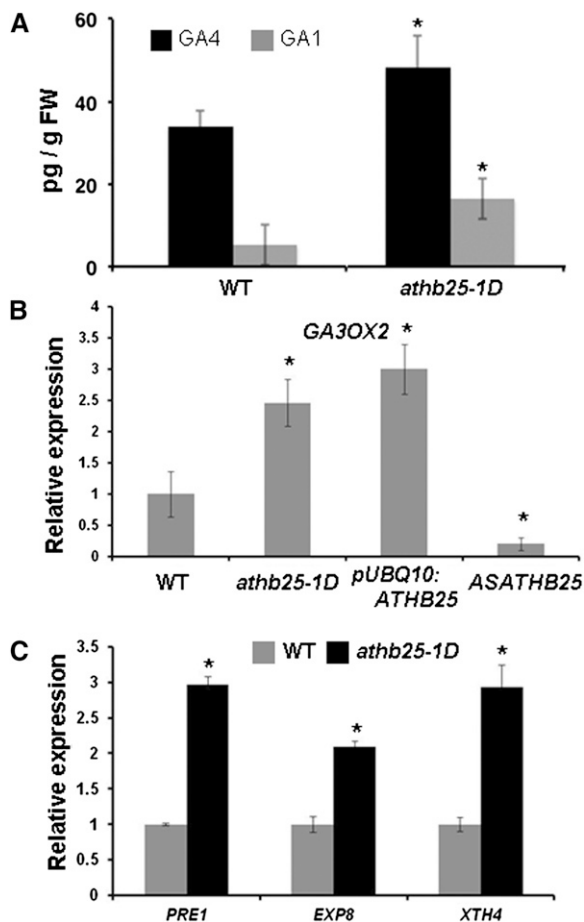 A
60
GA4 GA1
*
40
pg / g FW
*
20
0
WT athb25-1D
B
4
GA3OX2
*
3.5
*
3
2.5
Relative expression
2
1.5
1
*
0.5
0
WT athb25-1D pUBQ10: ASATHB25
ATHB25
C
3.5
WT athb25-1D
*
*
3
2.5
*
Relative expression
2
1.5
1
0.5
0
PRE1 EXP8 XTH4